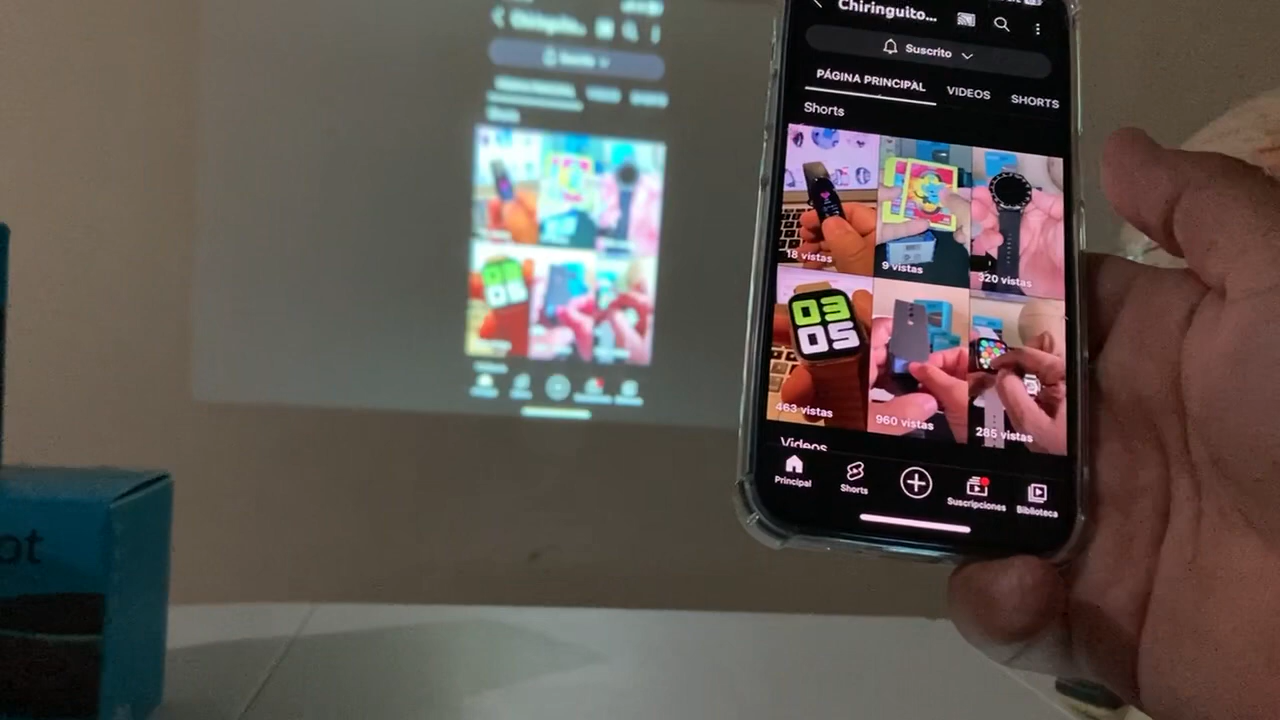 Chiringuito...
Suscrito
PÁGINA PRINCIPAL VIDEOS SHORTS
Shorts
18 vistas
9 vistas
320 vistas
03
05
463 vistas
960 vistas
285 vistas
Videos
Principal
Shorts
Suscripciones
Biblioteca
ot